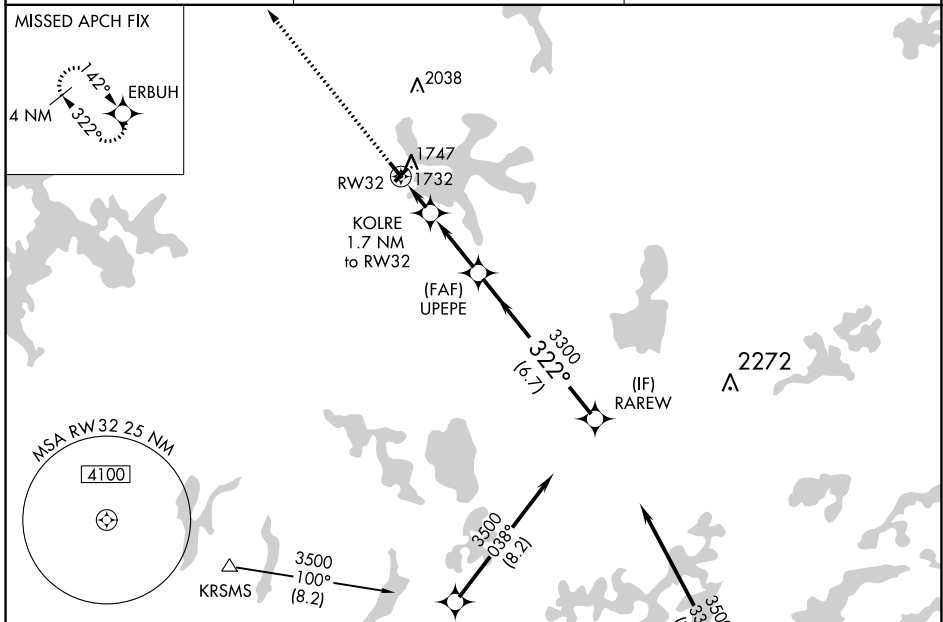 MISSED APCH FIX
142°
ERBUH
4 NM
322°
2038
1747
RW32
1732
KOLRE
1.7 NM
to RW32
(FAF)
UPEPE
3300
322°
(6.7)
(IF)
RAREW
2272
MSA RW32 25 NM
4100
3500
038°
(8.2)
KRSMS
3500
100°
(8.2)
3500